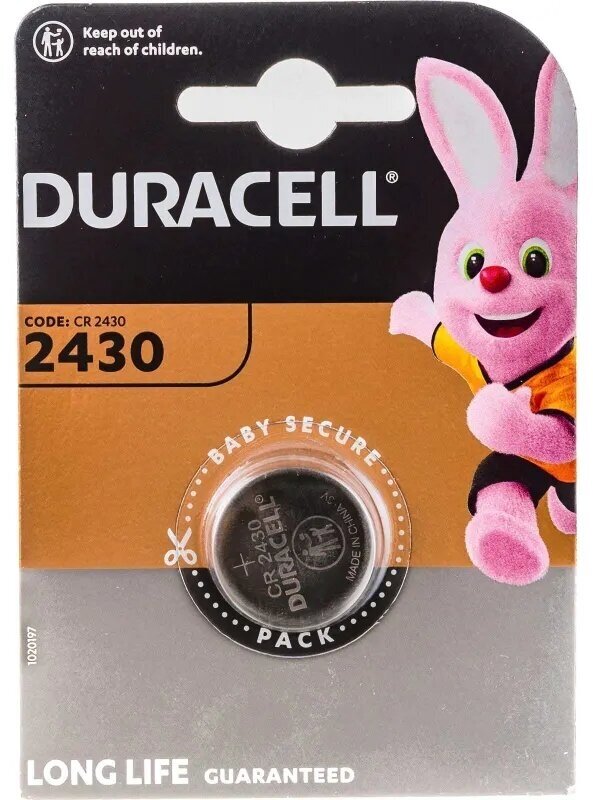 Keep out of
reach of children.
DURACELL®
CODE: CR 2430
2430
BABY SECURE
+
CR 2430
DURACELL®
MADE IN CHINA 3V
PACK
1020197
LONG LIFE GUARANTEED